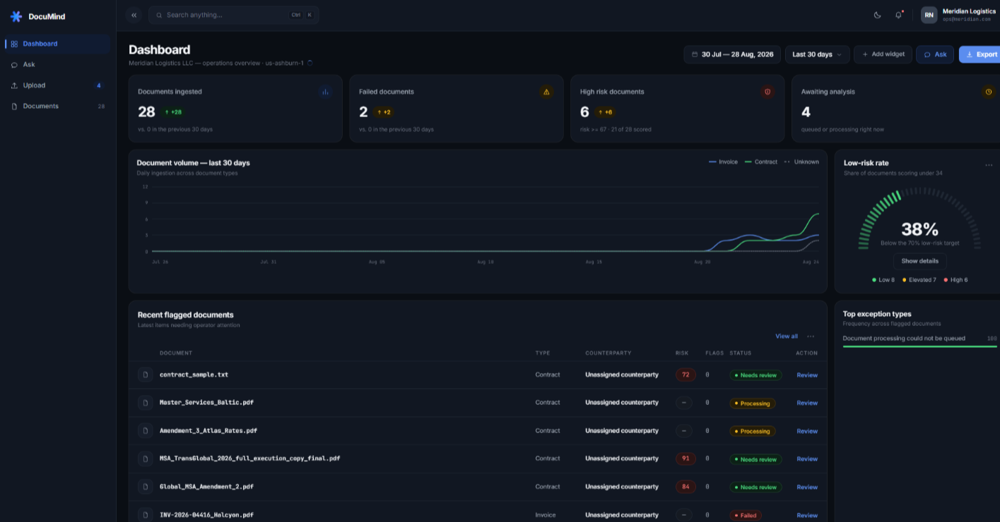 DocuMind
Search anything... Ctrl K
RN Meridian Logistics
ops@meridian.com
Dashboard
Ask
Upload 4
Documents 28
Dashboard
Meridian Logistics LLC — operations overview · us-ashburn-1
30 Jul — 28 Aug, 2026
Last 30 days
+ Add widget
Ask
Export
Documents ingested
28 ↑ +28
vs. 0 in the previous 30 days
Failed documents
2 ↑ +2
vs. 0 in the previous 30 days
High risk documents
6 ↑ +6
risk >= 67 · 21 of 28 scored
Awaiting analysis
4
queued or processing right now
Document volume — last 30 days
Daily ingestion across document types
Invoice Contract Unknown
12
9
6
3
0
Jul 26 Jul 31 Aug 05 Aug 10 Aug 15 Aug 20 Aug 24
Low-risk rate ...
Share of documents scoring under 34
38%
Below the 70% low-risk target
Show details
Low 8 Elevated 7 High 6
Recent flagged documents
Latest items needing operator attention
View all ...
DOCUMENT TYPE COUNTERPARTY RISK FLAGS STATUS ACTION
contract_sample.txt Contract Unassigned counterparty 72 0 Needs review Review
Master_Services_Baltic.pdf Contract Unassigned counterparty — 0 Processing Review
Amendment_3_Atlas_Rates.pdf Contract Unassigned counterparty — 0 Processing Review
MSA_TransGlobal_2026_full_execution_copy_final.pdf Contract Unassigned counterparty 91 0 Needs review Review
Global_MSA_Amendment_2.pdf Contract Unassigned counterparty 84 0 Needs review Review
INV-2026-04416_Halcyon.pdf Invoice Unassigned counterparty — 0 Failed Review
Top exception types
Frequency across flagged documents
Document processing could not be queued 100